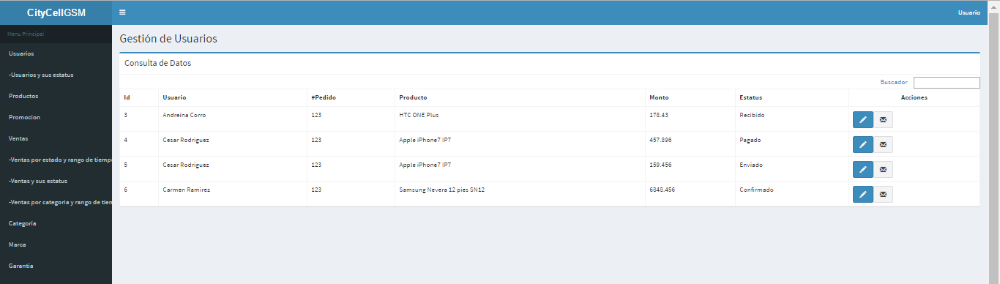 CityCellGSM
Usuario
Menu Principal
Usuarios
-Usuarios y sus estatus
Productos
Promocion
Ventas
-Ventas por estado y rango de tiempo
-Ventas y sus estatus
-Ventas por categoria y rango de tiem
Categoria
Marca
Garantia
Gestión de Usuarios
Consulta de Datos
Buscador
Id Usuario #Pedido Producto Monto Estatus Acciones
3 Andreina Corro 123 HTC ONE Plus 178.43 Recibido
4 Cesar Rodriguez 123 Apple iPhone7 IP7 457.896 Pagado
5 Cesar Rodriguez 123 Apple iPhone7 IP7 159.456 Enviado
6 Carmen Ramirez 123 Samsung Nevera 12 pies SN12 6848.456 Confirmado